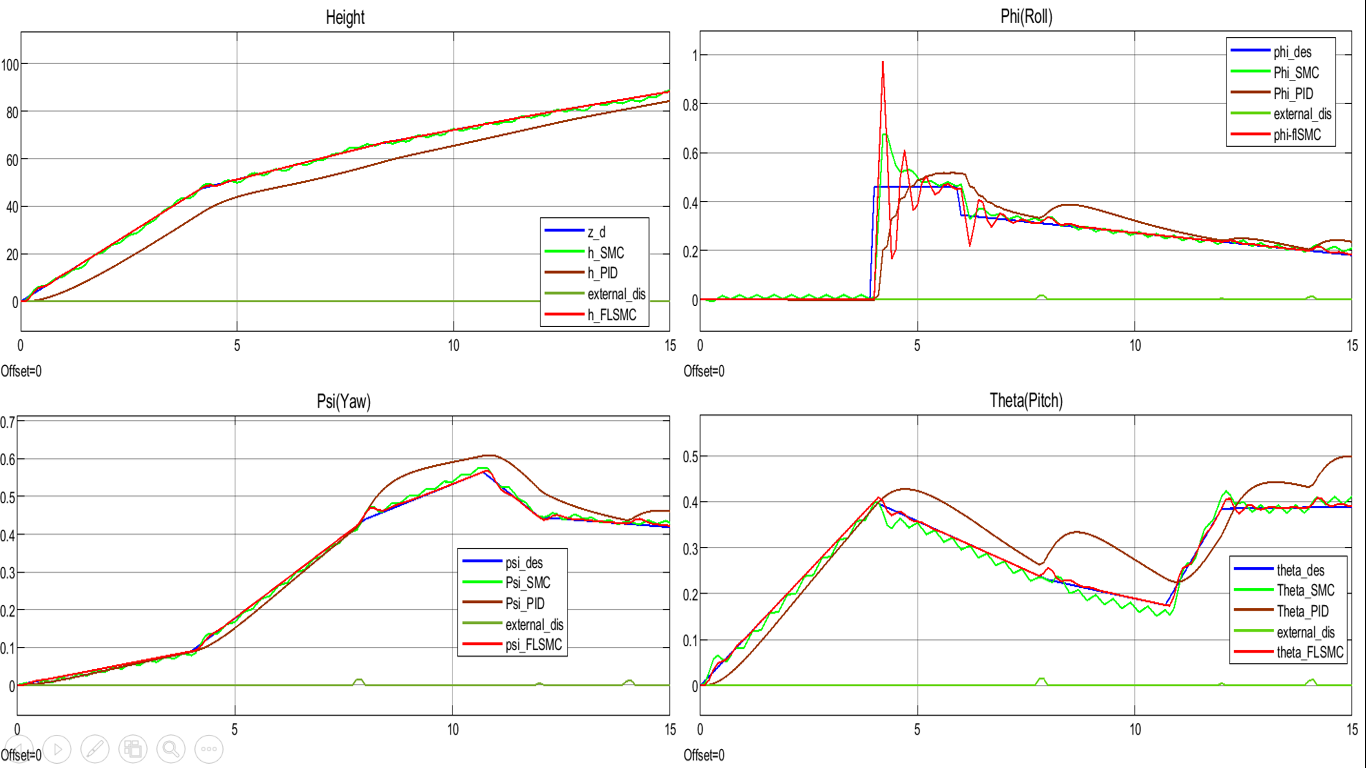 Height
100
80
60
40
20
0
z_d
h_SMC
h_PID
external_dis
h_FLSMC
0 5 10 15
Offset=0
Phi(Roll)
1
0.8
0.6
0.4
0.2
0
phi_des
Phi_SMC
Phi_PID
external_dis
phi-flSMC
0 5 10 15
Offset=0
Psi(Yaw)
0.7
0.6
0.5
0.4
0.3
0.2
0.1
0
psi_des
Psi_SMC
Psi_PID
external_dis
psi_FLSMC
0 5 10 15
Offset=0
Theta(Pitch)
0.5
0.4
0.3
0.2
0.1
0
theta_des
Theta_SMC
Theta_PID
external_dis
theta_FLSMC
0 5 10 15
Offset=0